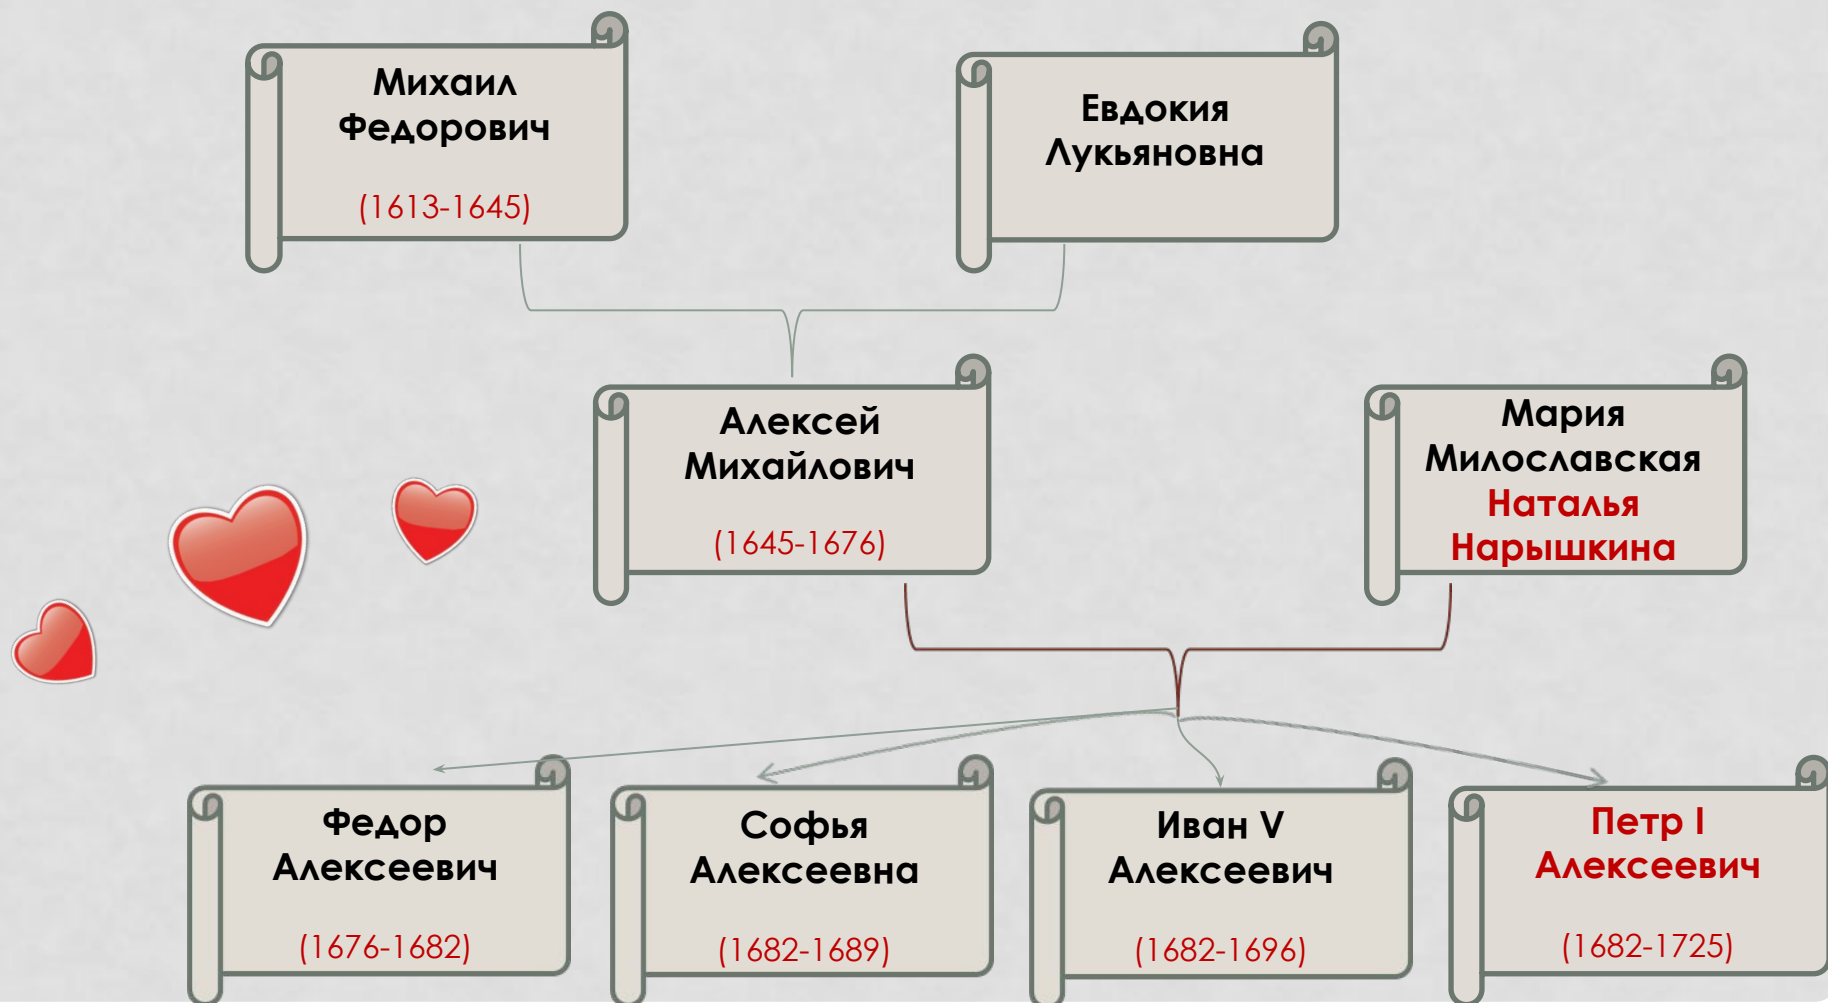 Михаил
Федорович
(1613-1645)
Евдокия
Лукьяновна
Алексей
Михайлович
(1645-1676)
Мария
Милославская
Наталья
Нарышкина
Федор
Алексеевич
(1676-1682)
Софья
Алексеевна
(1682-1689)
Иван V
Алексеевич
(1682-1696)
Петр I
Алексеевич
(1682-1725)